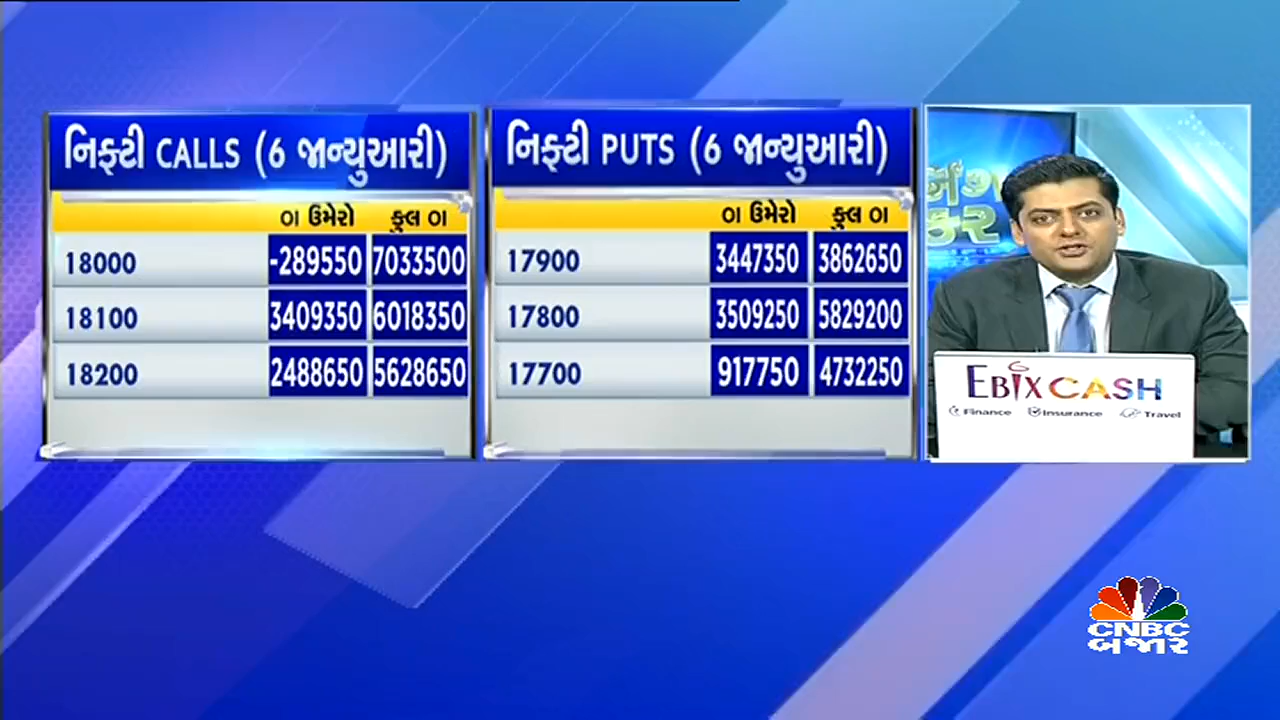 નિફ્ટી CALLS (6 જાન્યુઆરી)
OI ઉમેરો કુલ OI
18000 -289550 7033500
18100 3409350 6018350
18200 2488650 5628650
નિફ્ટી PUTS (6 જાન્યુઆરી)
OI ઉમેરો કુલ OI
17900 3447350 3862650
17800 3509250 5829200
17700 917750 4732250
EBIXCASH
Finance Insurance Travel
CNBC
બજાર